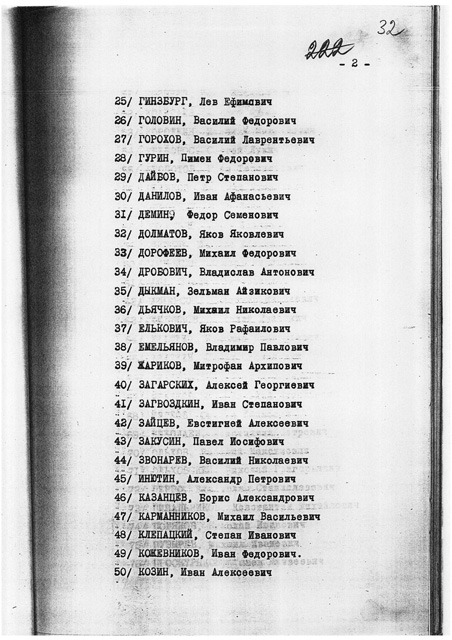 32
222
- 2 -
25/ ГИНЗБУРГ, Лев Ефимович
26/ ГОЛОВИН, Василий Федорович
27/ ГОРОХОВ, Василий Лаврентьевич
28/ ГУРИН, Пимен Федорович
29/ ДАЙБОВ, Петр Степанович
30/ ДАНИЛОВ, Иван Афанасьевич
31/ ДЕМИН, Федор Семенович
32/ ДОЛМАТОВ, Яков Яковлевич
33/ ДОРОФЕЕВ, Михаил Федорович
34/ ДРОБОВИЧ, Владислав Антонович
35/ ДЫКМАН, Зельман Айзикович
36/ ДЬЯЧКОВ, Михаил Николаевич
37/ ЕЛЬКОВИЧ, Яков Рафаилович
38/ ЕМЕЛЬЯНОВ, Владимир Павлович
39/ ЖАРИКОВ, Митрофан Архипович
40/ ЗАГАРСКИХ, Алексей Георгиевич
41/ ЗАГВОЗДКИН, Иван Степанович
42/ ЗАЙЦЕВ, Евстигней Алексеевич
43/ ЗАКУСИН, Павел Иосифович
44/ ЗВОНАРЕВ, Василий Николаевич
45/ ИНЮТИН, Александр Петрович
46/ КАЗАНЦЕВ, Борис Александрович
47/ КАРМАННИКОВ, Михаил Васильевич
48/ КЛЕПАЦКИЙ, Степан Иванович
49/ КОЖЕВНИКОВ, Иван Федорович.
50/ КОЗИН, Иван Алексеевич